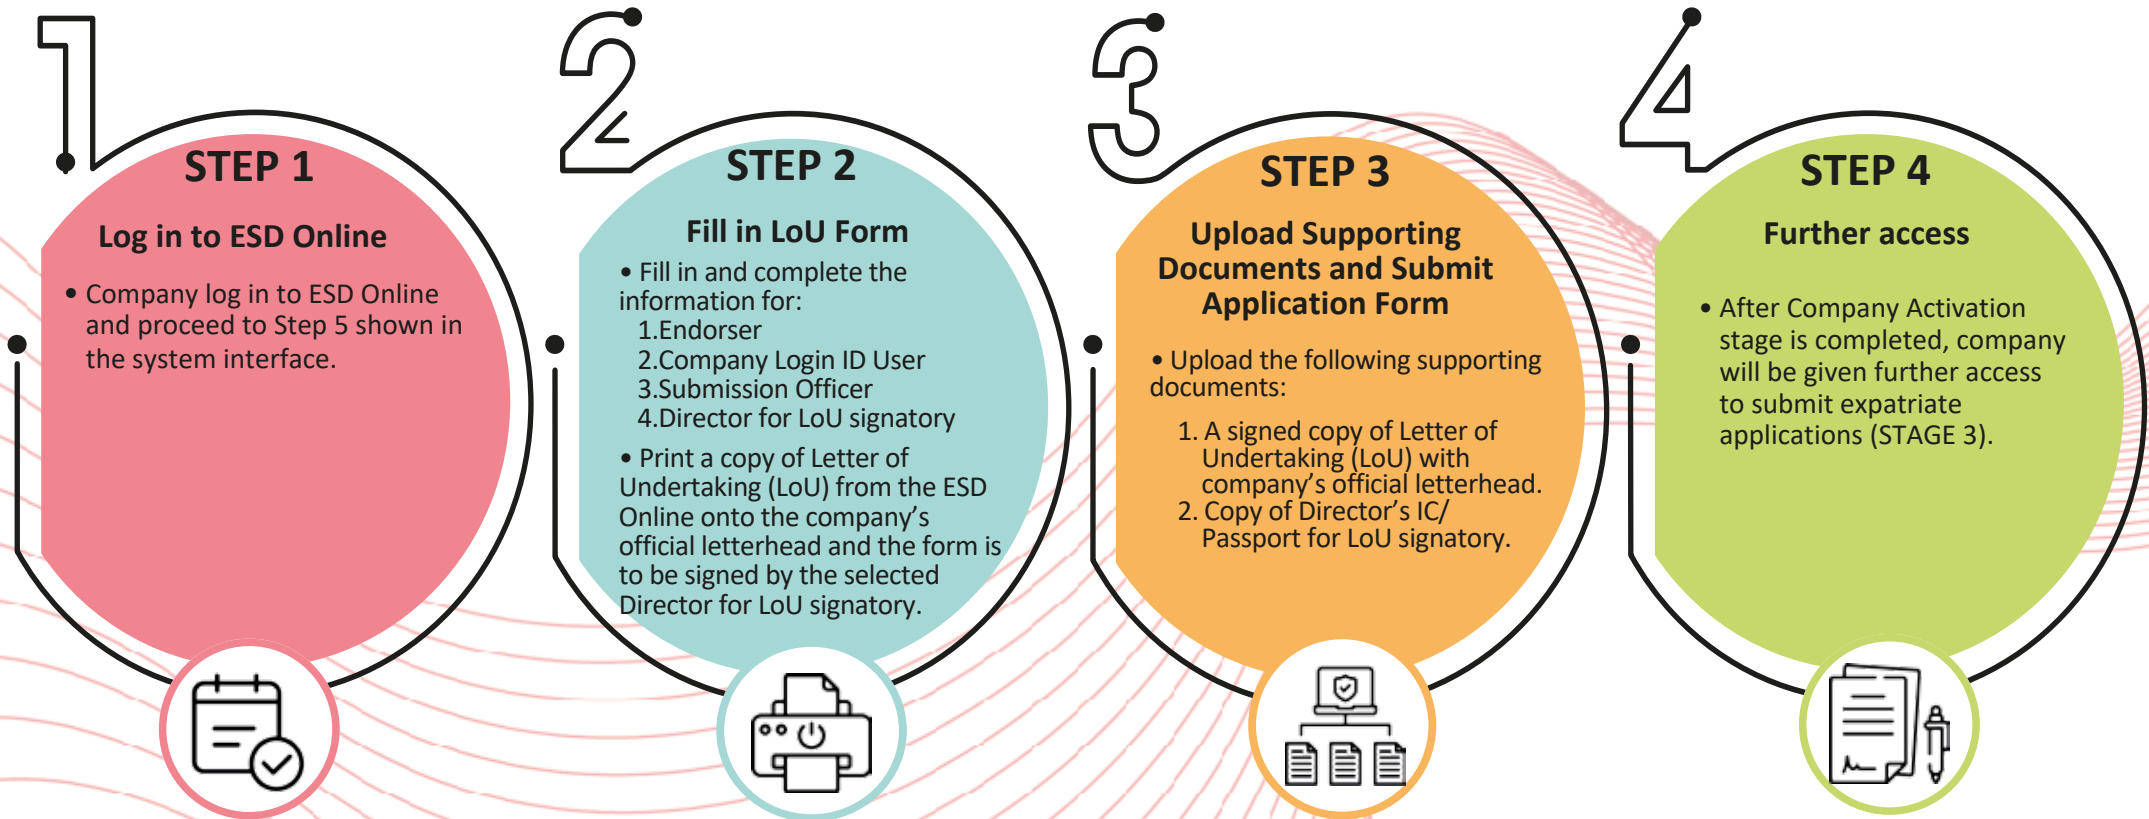 1
STEP 1
Log in to ESD Online
• Company log in to ESD Online
and proceed to Step 5 shown in
the system interface.
2
STEP 2
Fill in LoU Form
• Fill in and complete the
information for:
1.Endorser
2.Company Login ID User
3.Submission Officer
4.Director for LoU signatory
• Print a copy of Letter of
Undertaking (LoU) from the ESD
Online onto the company’s
official letterhead and the form is
to be signed by the selected
Director for LoU signatory.
3
STEP 3
Upload Supporting
Documents and Submit
Application Form
• Upload the following supporting
documents:
1. A signed copy of Letter of
Undertaking (LoU) with
company’s official letterhead.
2. Copy of Director’s IC/
Passport for LoU signatory.
4
STEP 4
Further access
• After Company Activation
stage is completed, company
will be given further access
to submit expatriate
applications (STAGE 3).